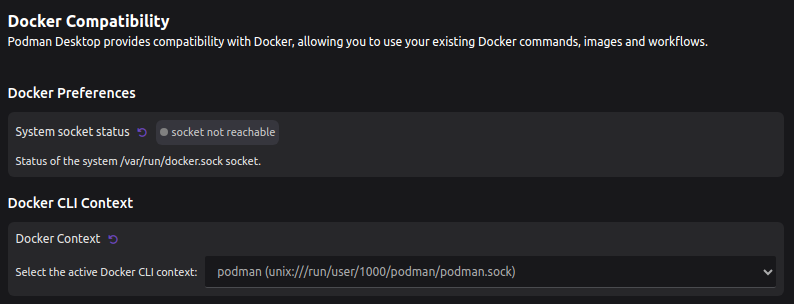 Docker Compatibility
Podman Desktop provides compatibility with Docker, allowing you to use your existing Docker commands, images and workflows.
Docker Preferences
System socket status
socket not reachable
Status of the system /var/run/docker.sock socket.
Docker CLI Context
Docker Context
Select the active Docker CLI context: podman (unix:///run/user/1000/podman/podman.sock)